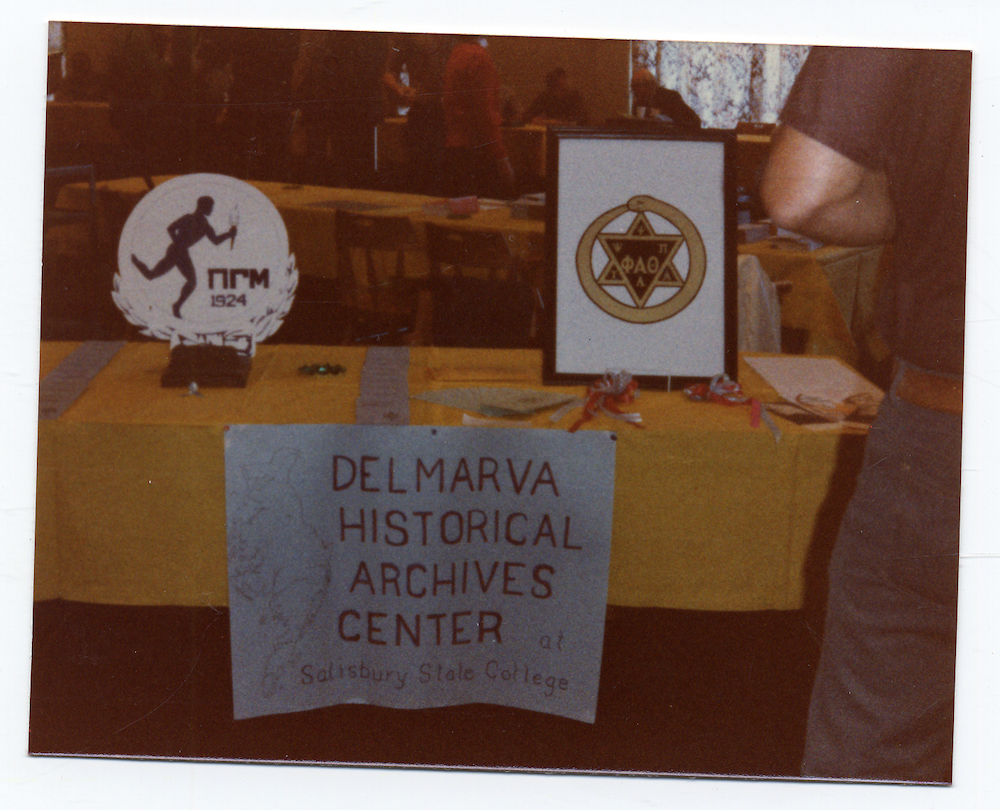 ΠΓΜ
1924
Ψ Π
ΦΑΘ
DELMARVA
HISTORICAL
ARCHIVES
CENTER at
Salisbury State College